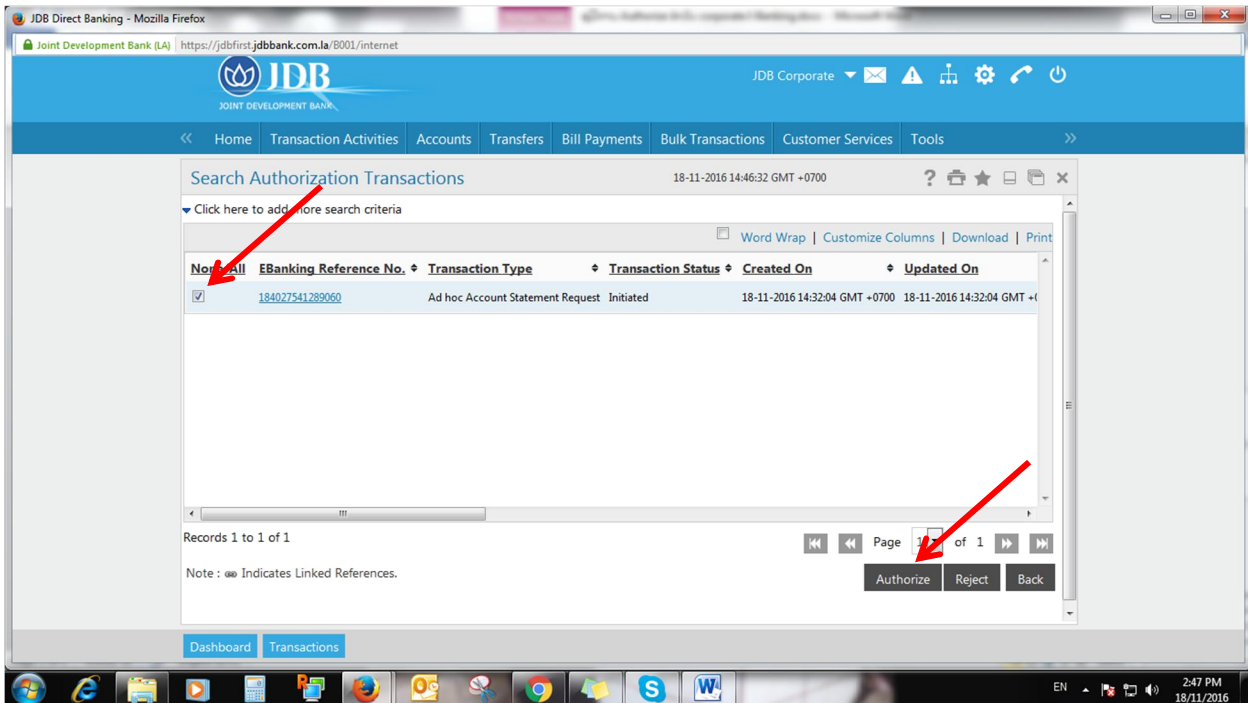 JDB Direct Banking - Mozilla Firefox
Joint Development Bank (LA) https://jdbfirst.jdbbank.com.la/B001/internet
JDB
JOINT DEVELOPMENT BANK
JDB Corporate
Home Transaction Activities Accounts Transfers Bill Payments Bulk Transactions Customer Services Tools
Search Authorization Transactions 18-11-2016 14:46:32 GMT +0700
Click here to add more search criteria
Word Wrap | Customize Columns | Download | Print
None All EBanking Reference No. Transaction Type Transaction Status Created On Updated On
184027541289060 Ad hoc Account Statement Request Initiated 18-11-2016 14:32:04 GMT +0700 18-11-2016 14:32:04 GMT +0
Records 1 to 1 of 1 Page 1 of 1
Note : Indicates Linked References.
Authorize Reject Back
Dashboard Transactions
EN 2:47 PM
18/11/2016